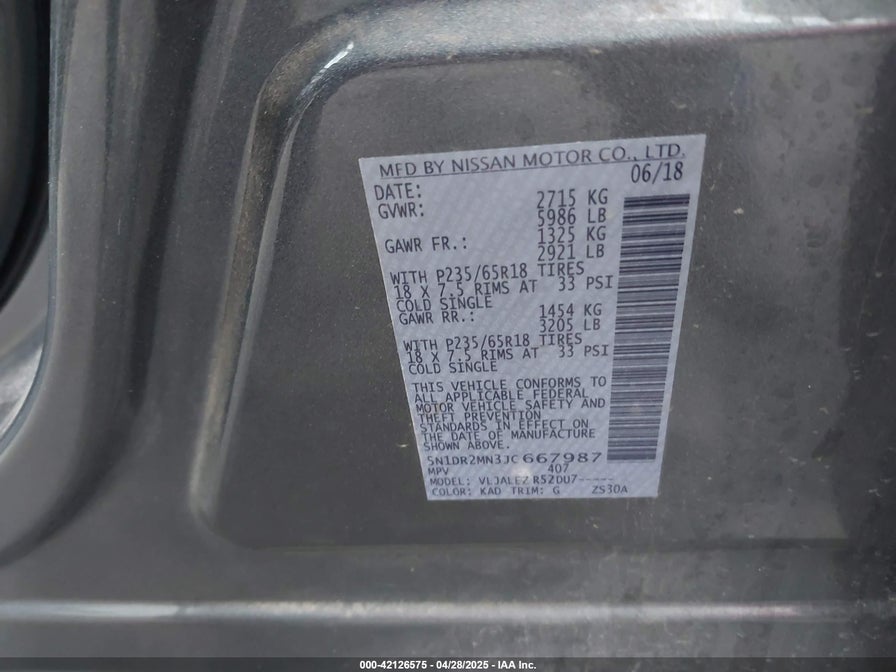 MFD BY NISSAN MOTOR CO., LTD.
DATE: 06/18
GVWR: 2715 KG
5986 LB
GAWR FR.: 1325 KG
2921 LB
WITH P235/65R18 TIRES
18 X 7.5 RIMS AT 33 PSI
COLD SINGLE
GAWR RR.: 1454 KG
3205 LB
WITH P235/65R18 TIRES
18 X 7.5 RIMS AT 33 PSI
COLD SINGLE
THIS VEHICLE CONFORMS TO
ALL APPLICABLE FEDERAL
MOTOR VEHICLE SAFETY AND
THEFT PREVENTION
STANDARDS IN EFFECT ON
THE DATE OF MANUFACTURE
SHOWN ABOVE.
5N1DR2MN3JC667987
MPV 407
MODEL: VLJALEZ R52DU7-----
COLOR: KAD TRIM: G ZS30A
000-42126575 - 04/28/2025 - IAA Inc.